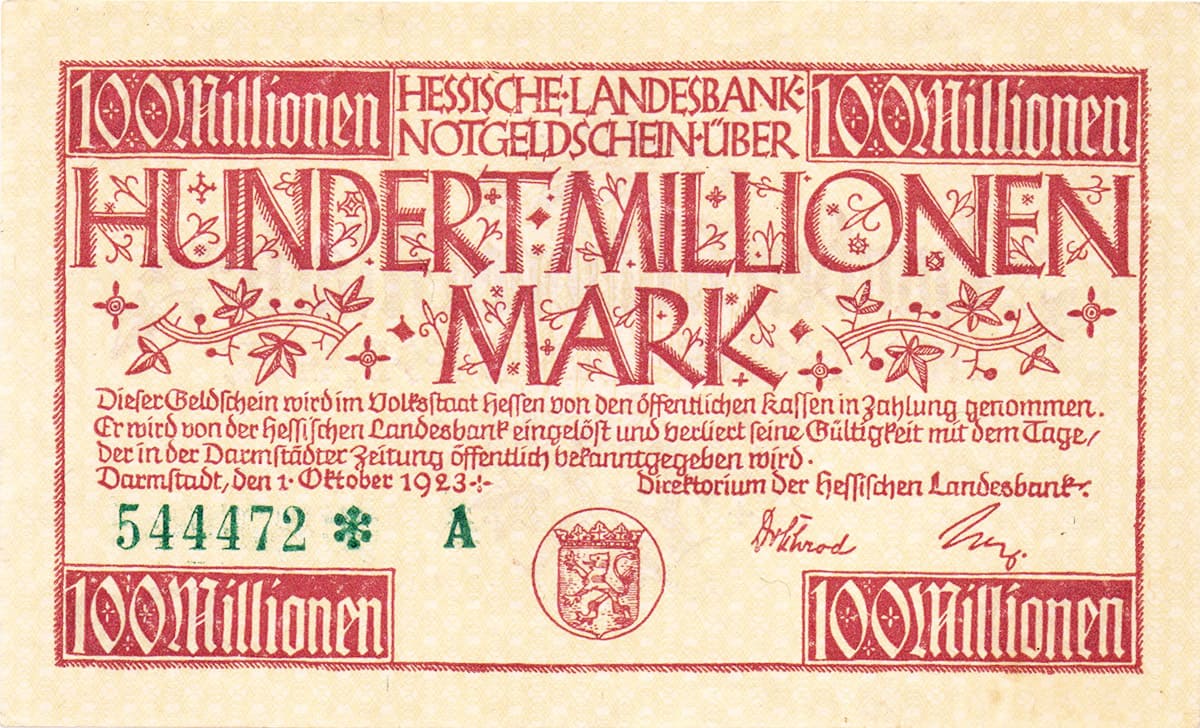 100 Millionen
HESSISCHE·LANDESBANK·
NOTGELDSCHEIN·ÜBER
100 Millionen
HUNDERT·MILLIONEN
MARK
Dieser Geldschein wird im Volksstaat Hessen von den öffentlichen Kassen in Zahlung genommen.
Er wird von der Hessischen Landesbank eingelöst und verliert seine Gültigkeit mit dem Tage,
der in der Darmstädter Zeitung öffentlich bekanntgegeben wird.
Darmstadt, den 1. Oktober 1923
Direktorium der Hessischen Landesbank.
544472 * A
100 Millionen
100 Millionen